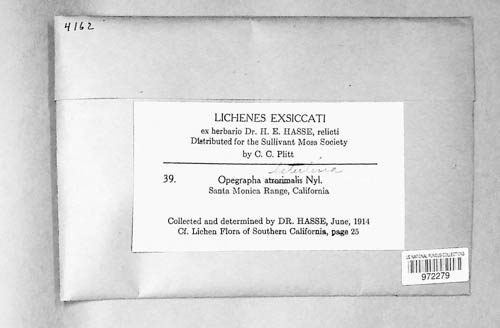 4162
LICHENES EXSICCATI
ex herbario Dr. H. E. HASSE, relicti
Distributed for the Sullivant Moss Society
by C. C. Plitt
39. Opegrapha atrorimalis Nyl.
Santa Monica Range, California
Collected and determined by DR. HASSE, June, 1914
Cf. Lichen Flora of Southern California, page 25
US NATIONAL FUNGUS COLLECTIONS
972279